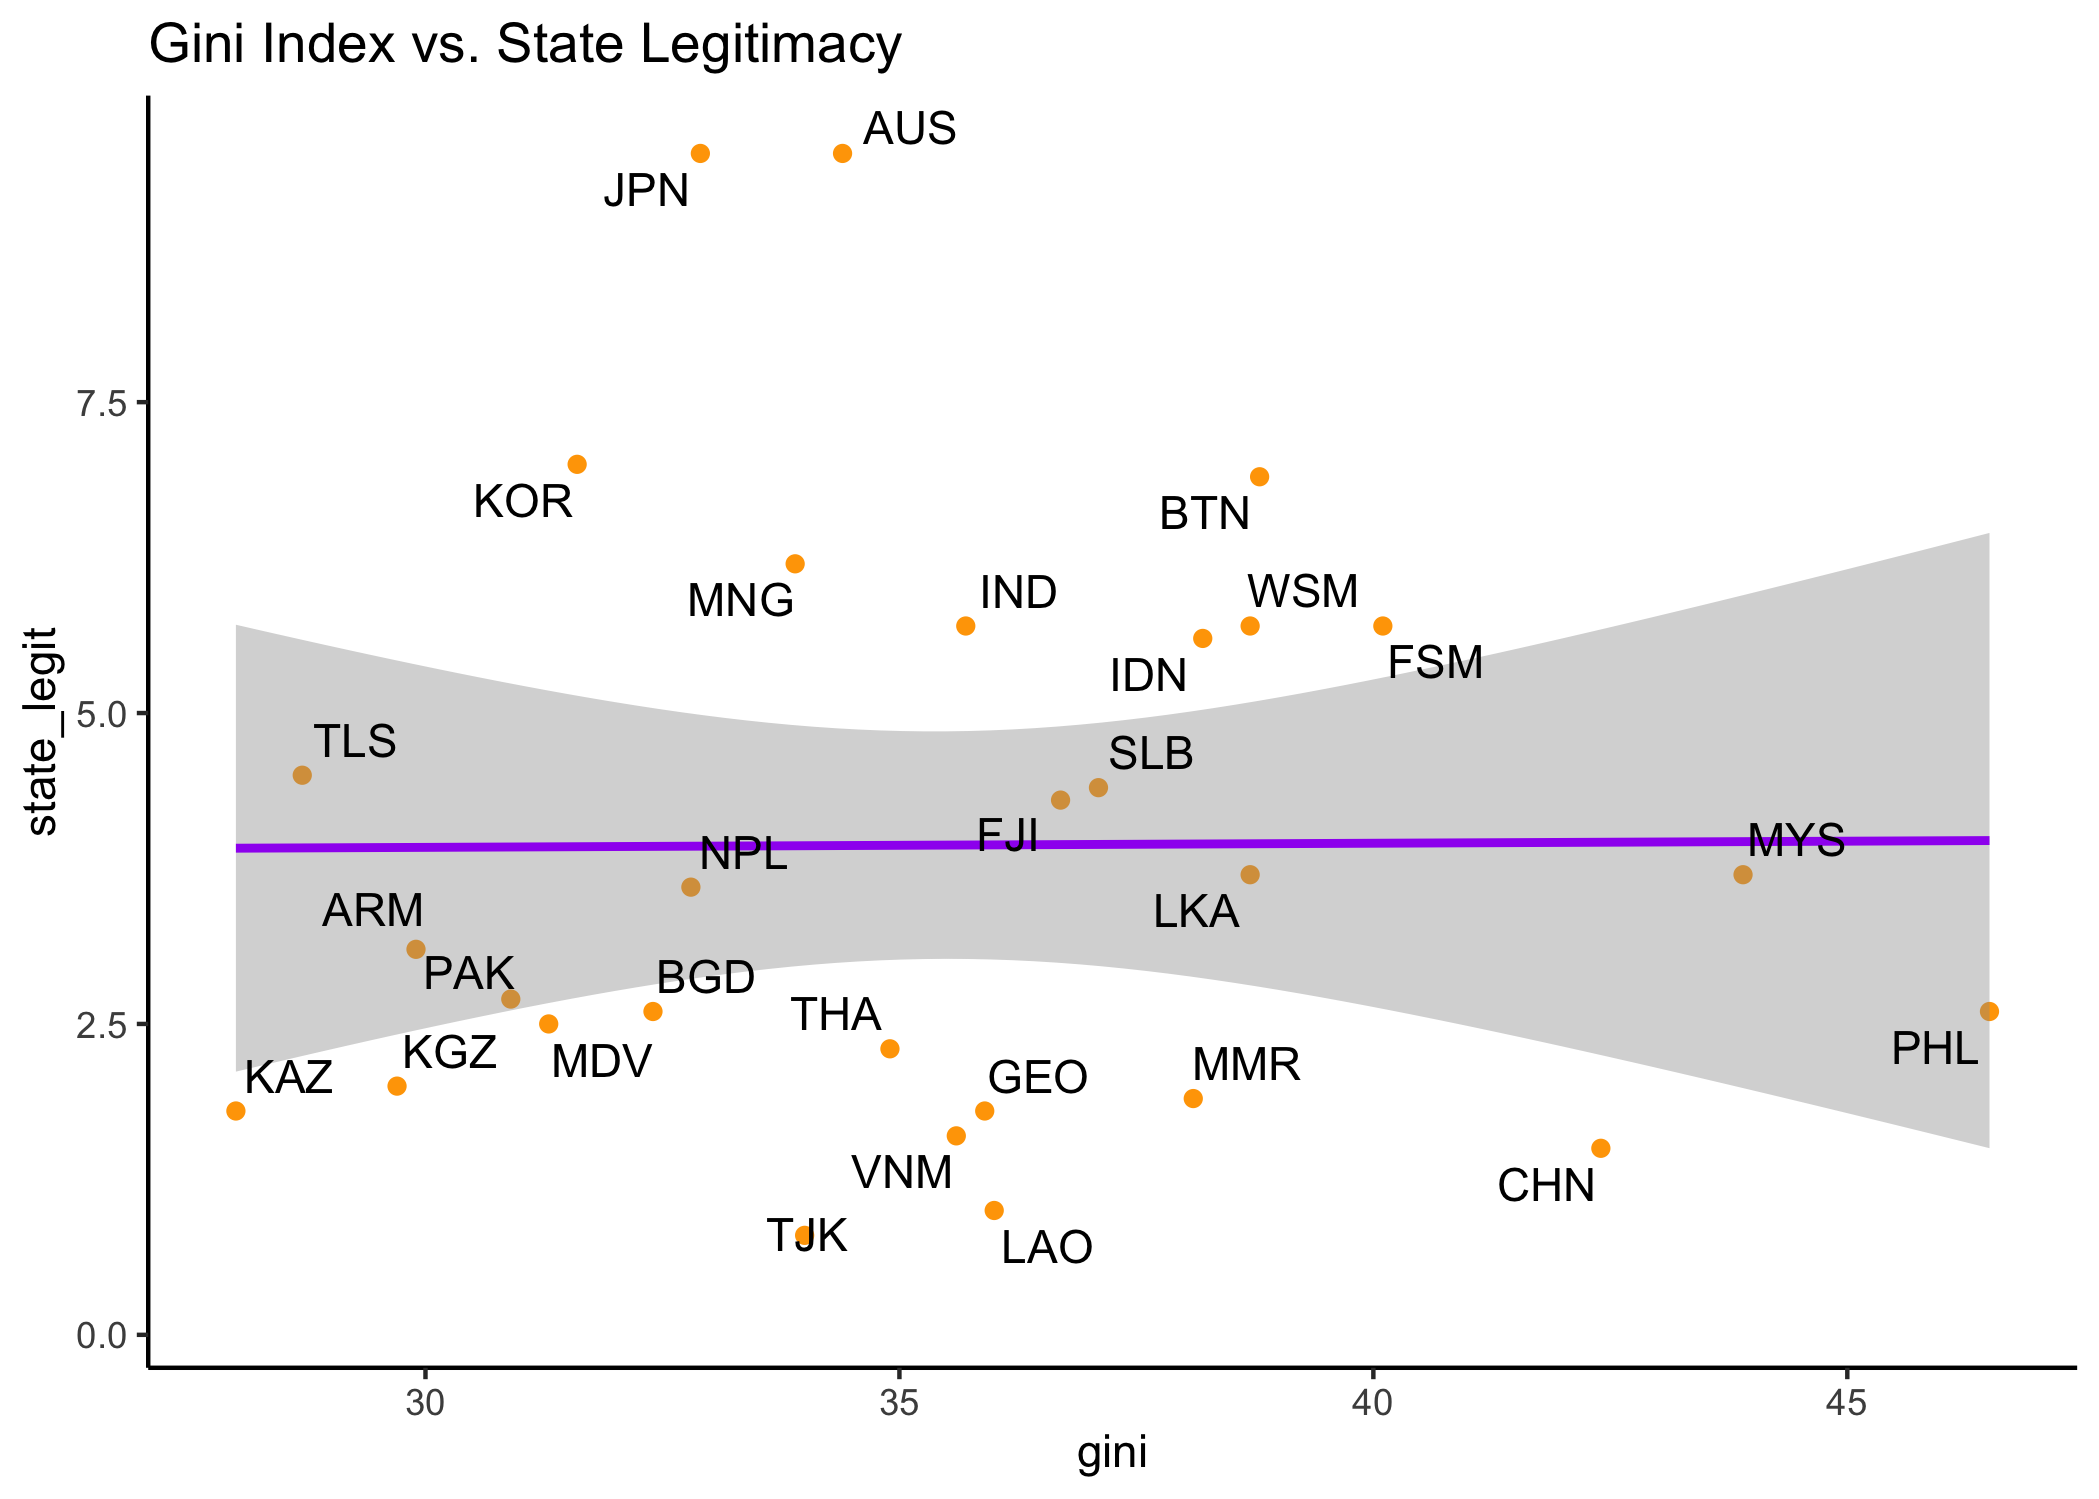 Gini Index vs. State Legitimacy
AUS
JPN
7.5
KOR
BTN
MNG
IND
WSM
IDN
FSM
state_legit
5.0
TLS
SLB
FJI
NPL
MYS
ARM
LKA
PAK
BGD
THA
2.5
KGZ
MDV
PHL
KAZ
GEO
MMR
VNM
CHN
TJK
LAO
0.0
30
35
40
45
gini